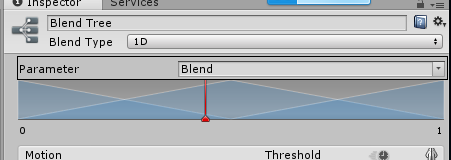 Inspector Services
Blend Tree
Blend Type 1D
Parameter Blend
0 1
Motion Threshold